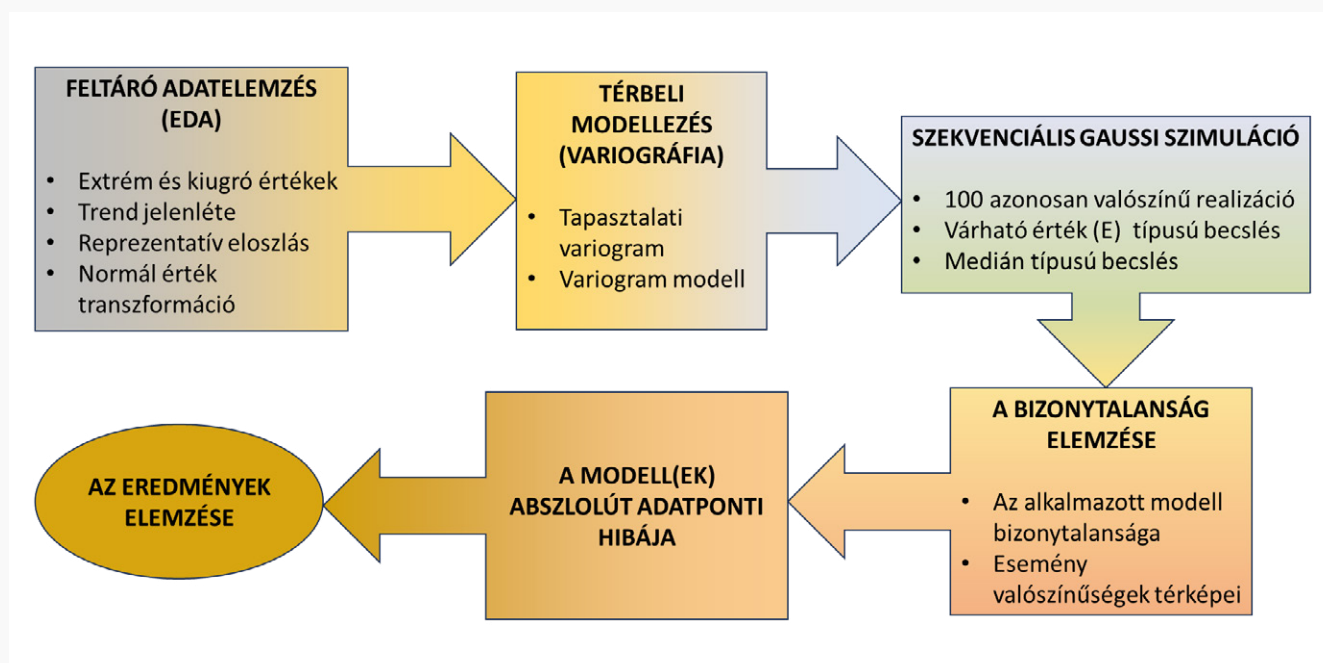 FELTÁRÓ ADATELEMZÉS
(EDA)
• Extrém és kiugró értékek
• Trend jelenléte
• Reprezentatív eloszlás
• Normál érték
transzformáció
TÉRBELI
MODELLEZÉS
(VARIOGRÁFIA)
• Tapasztalati
variogram
• Variogram modell
SZEKVENCIÁLIS GAUSSI SZIMULÁCIÓ
• 100 azonosan valószínű realizáció
• Várható érték (E) típusú becslés
• Medián típusú becslés
A BIZONYTALANSÁG
ELEMZÉSE
• Az alkalmazott modell
bizonytalansága
• Esemény
valószínűségek térképei
A MODELL(EK)
ABSZLOLÚT ADATPONTI
HIBÁJA
AZ EREDMÉNYEK
ELEMZÉSE